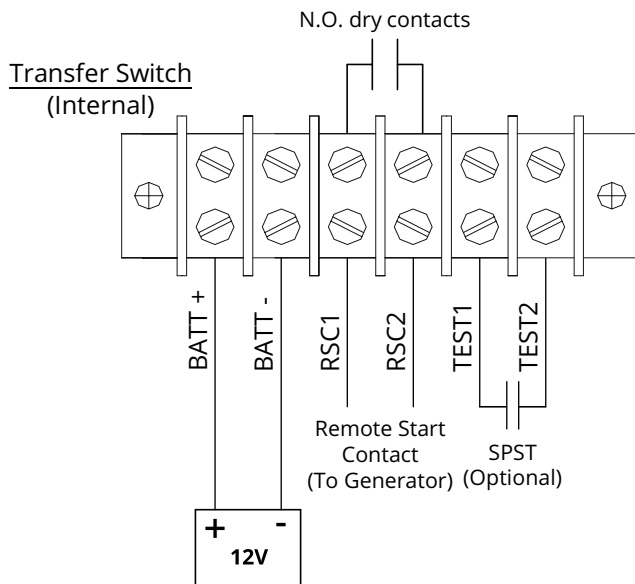 N.O. dry contacts
Transfer Switch
(Internal)
BATT +
BATT -
RSC1
RSC2
TEST1
TEST2
Remote Start
Contact
(To Generator)
SPST
(Optional)
+ -
12V